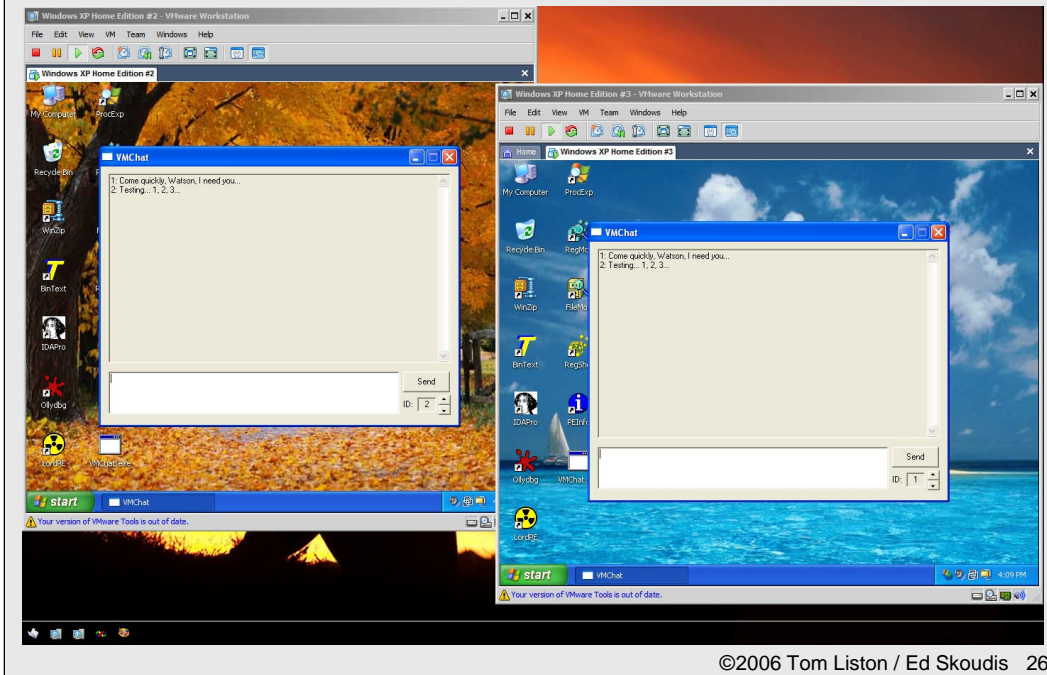 Windows XP Home Edition #2 - VMware Workstation
File Edit View VM Team Windows Help
Windows XP Home Edition #2
My Computer
ProcExp
Recycle Bin
WinZip
BinText
IDAPro
Ollydbg
LordPE
VMChat.exe
VMChat
1: Come quickly, Watson, I need you...
2: Testing... 1, 2, 3...
Send
ID: 2
start
VMChat
Your version of VMware Tools is out of date.
Windows XP Home Edition #3 - VMware Workstation
File Edit View VM Team Windows Help
Home
Windows XP Home Edition #3
My Computer
ProcExp
Recycle Bin
RegMo
WinZip
FileMo
BinText
RegSh
IDAPro
PEInfo
Ollydbg
VMChat.
LordPE
VMChat
1: Come quickly, Watson, I need you...
2: Testing... 1, 2, 3...
Send
ID: 1
start
VMChat
4:09 PM
Your version of VMware Tools is out of date.
©2006 Tom Liston / Ed Skoudis 26